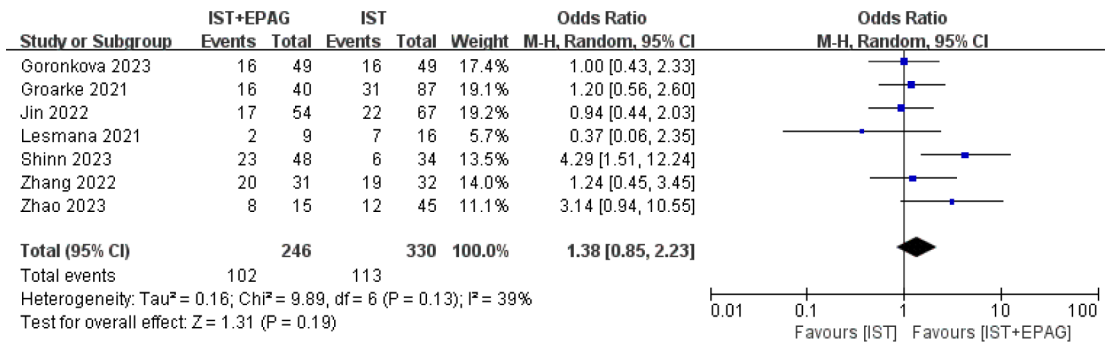 IST+EPAG IST Odds Ratio Odds Ratio
Study or Subgroup Events Total Events Total Weight M-H, Random, 95% CI M-H, Random, 95% CI
Goronkova 2023 16 49 16 49 17.4% 1.00 [0.43, 2.33]
Groarke 2021 16 40 31 87 19.1% 1.20 [0.56, 2.60]
Jin 2022 17 54 22 67 19.2% 0.94 [0.44, 2.03]
Lesmana 2021 2 9 7 16 5.7% 0.37 [0.06, 2.35]
Shinn 2023 23 48 6 34 13.5% 4.29 [1.51, 12.24]
Zhang 2022 20 31 19 32 14.0% 1.24 [0.45, 3.45]
Zhao 2023 8 15 12 45 11.1% 3.14 [0.94, 10.55]
Total (95% CI) 246 330 100.0% 1.38 [0.85, 2.23]
Total events 102 113
Heterogeneity: Tau² = 0.16; Chi² = 9.89, df = 6 (P = 0.13); I² = 39%
Test for overall effect: Z = 1.31 (P = 0.19)
0.01 0.1 1 10 100
Favours [IST] Favours [IST+EPAG]